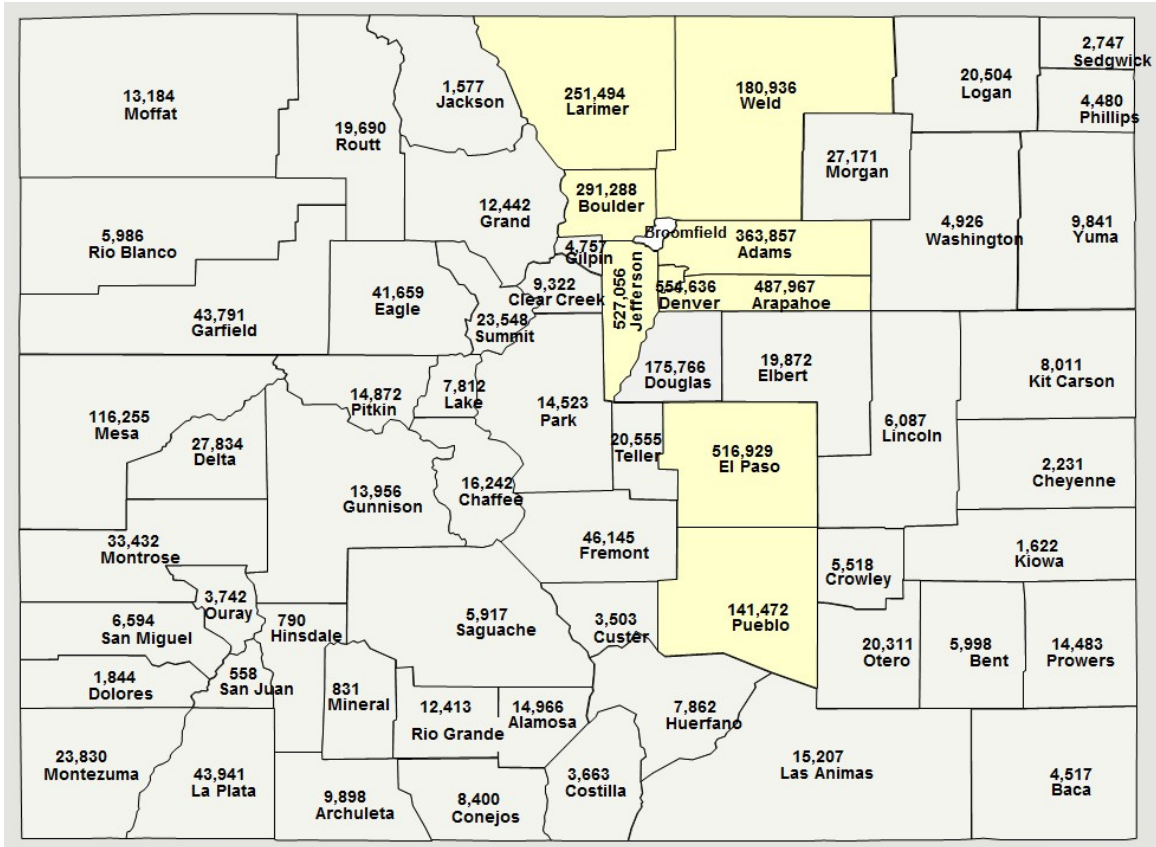 2,747
Sedgwick
20,504
Logan
1,577
Jackson
251,494
Larimer
180,936
Weld
13,184
Moffat
4,480
Phillips
19,690
Routt
27,171
Morgan
291,288
Boulder
12,442
Grand
4,926
Washington
9,841
Yuma
5,986
Rio Blanco
Broomfield
363,857
Adams
4,757
Gilpin
9,322
Clear Creek
527,056
Jefferson
554,636
Denver
487,967
Arapahoe
41,659
Eagle
43,791
Garfield
23,548
Summit
175,766
Douglas
19,872
Elbert
8,011
Kit Carson
14,872
Pitkin
7,812
Lake
14,523
Park
116,255
Mesa
6,087
Lincoln
27,834
Delta
20,555
Teller
516,929
El Paso
2,231
Cheyenne
16,242
Chaffee
13,956
Gunnison
33,432
Montrose
46,145
Fremont
1,622
Kiowa
5,518
Crowley
3,742
Ouray
6,594
San Miguel
790
Hinsdale
5,917
Saguache
3,503
Custer
141,472
Pueblo
20,311
Otero
5,998
Bent
14,483
Prowers
1,844
Dolores
558
San Juan
831
Mineral
12,413
Rio Grande
14,966
Alamosa
7,862
Huerfano
23,830
Montezuma
43,941
La Plata
15,207
Las Animas
3,663
Costilla
4,517
Baca
9,898
Archuleta
8,400
Conejos